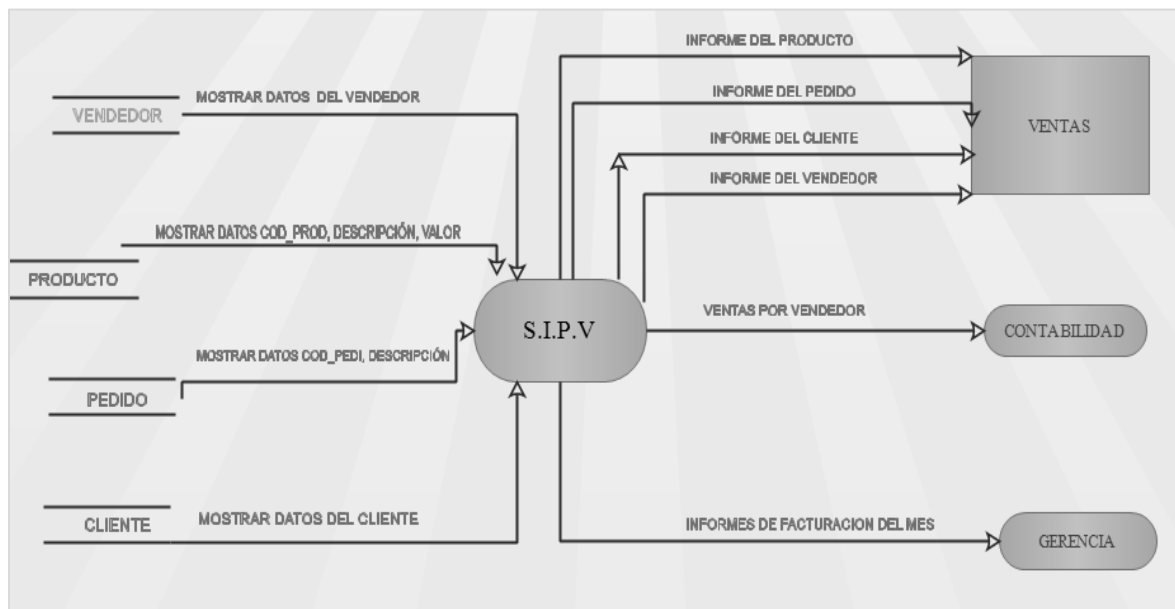 INFORME DEL PRODUCTO
MOSTRAR DATOS DEL VENDEDOR
VENDEDOR
INFORME DEL PEDIDO
VENTAS
INFORME DEL CLIENTE
INFORME DEL VENDEDOR
MOSTRAR DATOS COD_PROD, DESCRIPCIÓN, VALOR
PRODUCTO
S.I.P.V
VENTAS POR VENDEDOR
CONTABILIDAD
MOSTRAR DATOS COD_PEDI, DESCRIPCIÓN
PEDIDO
CLIENTE
MOSTRAR DATOS DEL CLIENTE
INFORMES DE FACTURACION DEL MES
GERENCIA